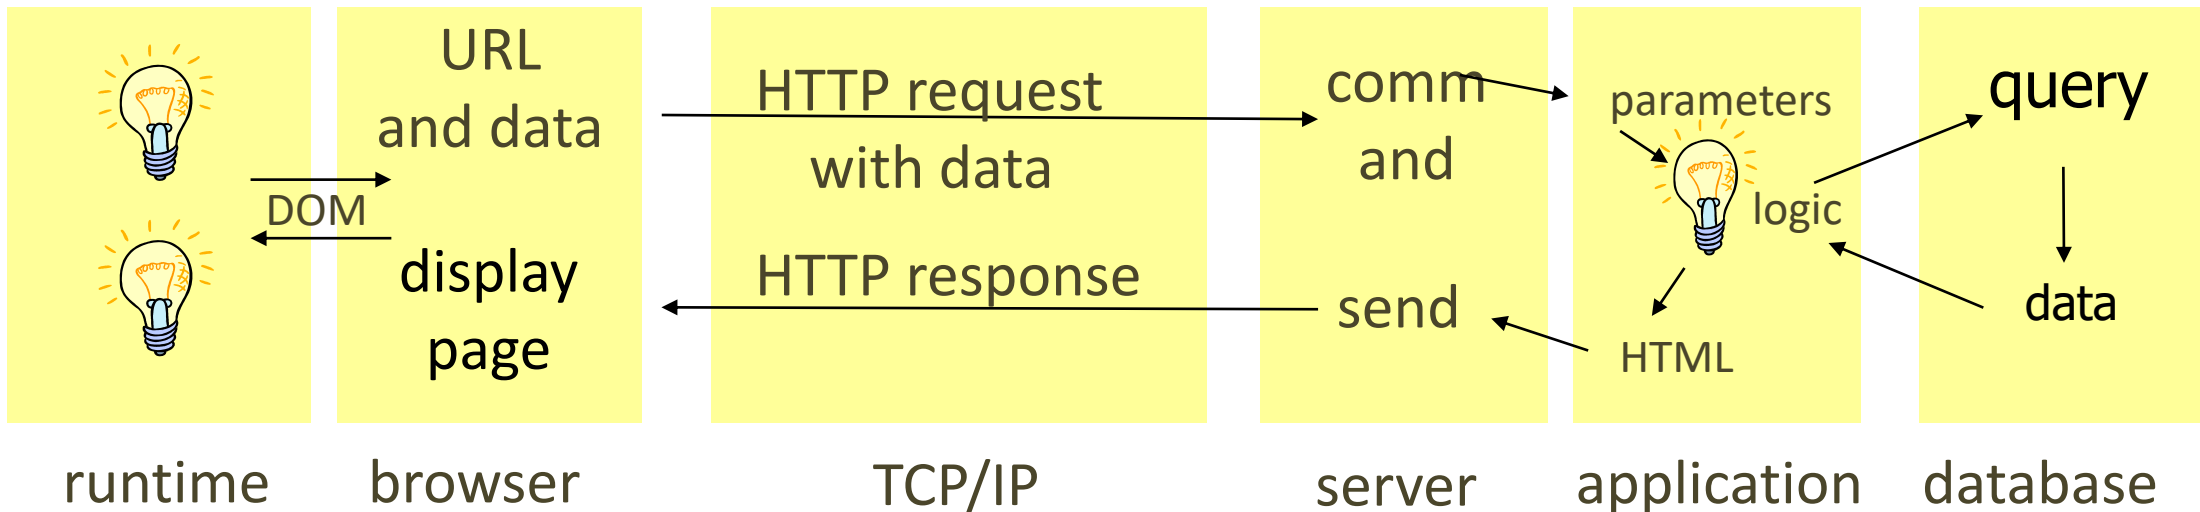 DOM
URL
and data
display
page
HTTP request
with data
HTTP response
comm
and
send
parameters
logic
HTML
query
data
runtime
browser
TCP/IP
server
application
database